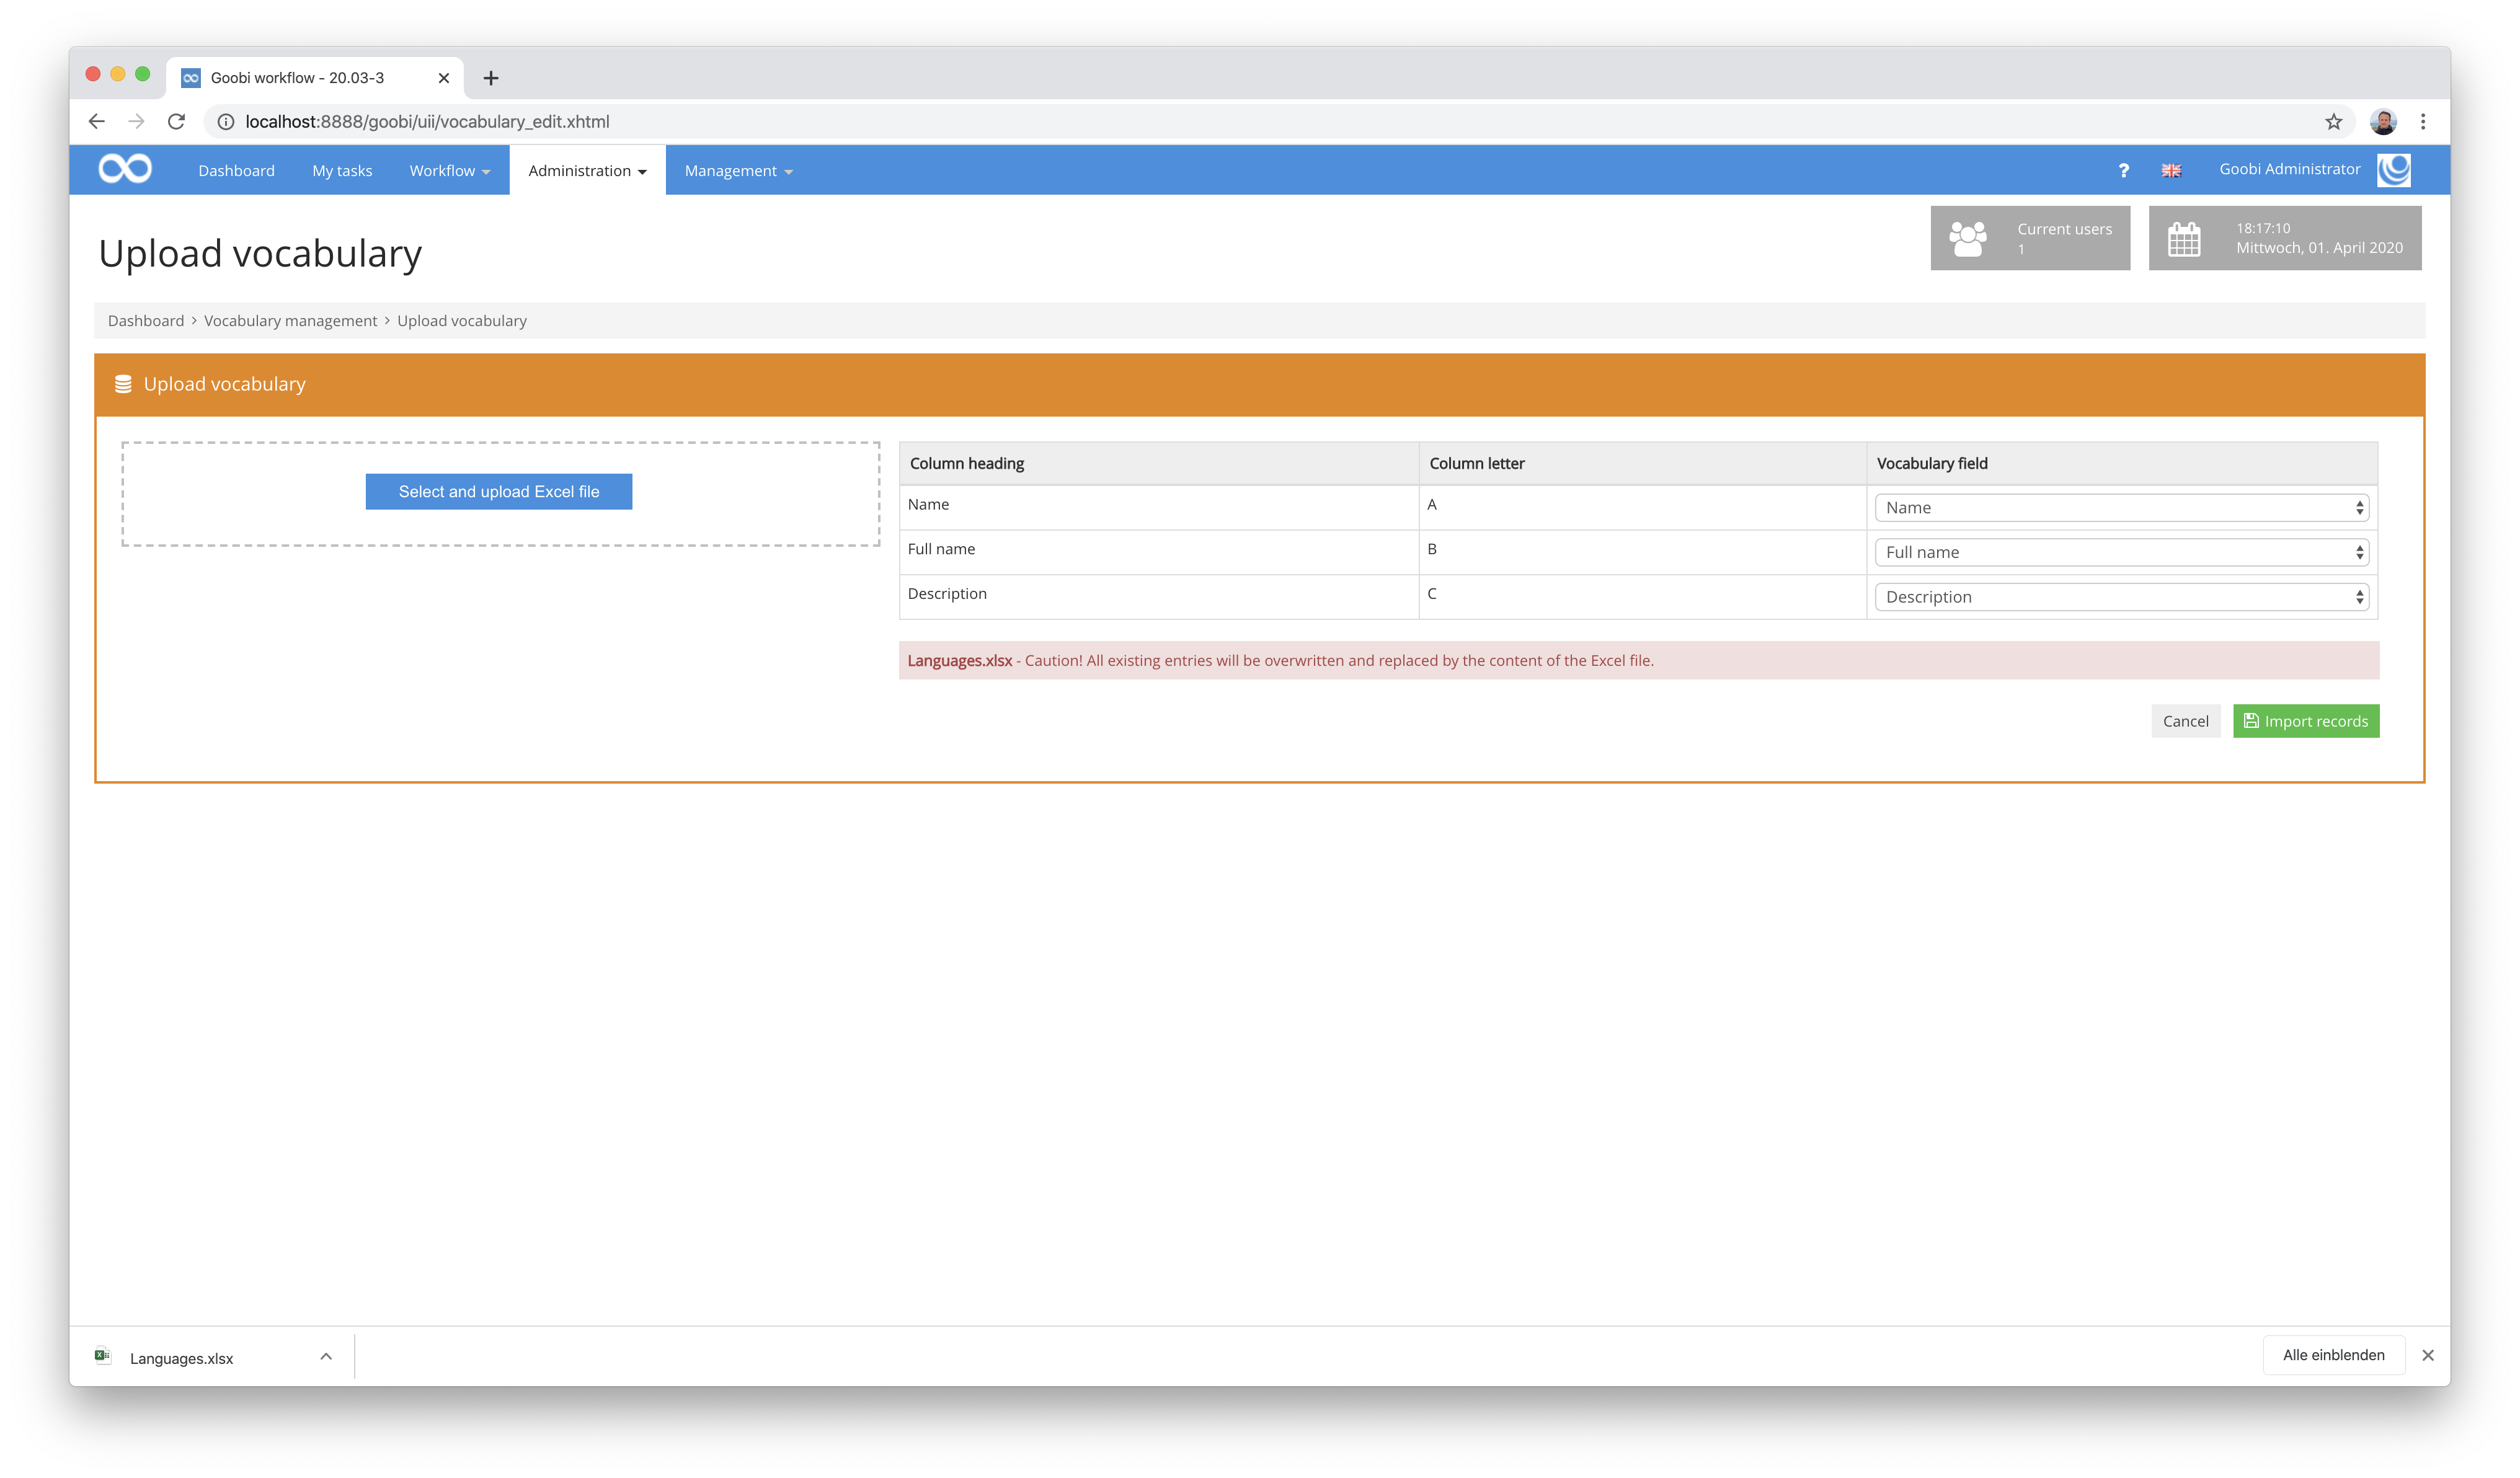 Goobi workflow - 20.03-3
localhost:8888/goobi/uii/vocabulary_edit.xhtml
Dashboard My tasks Workflow Administration Management ? Goobi Administrator
Upload vocabulary
Current users
1
18:17:10
Mittwoch, 01. April 2020
Dashboard > Vocabulary management > Upload vocabulary
Upload vocabulary
Select and upload Excel file
Column heading Column letter Vocabulary field
Name A Name
Full name B Full name
Description C Description
Languages.xlsx - Caution! All existing entries will be overwritten and replaced by the content of the Excel file.
Cancel Import records
Languages.xlsx Alle einblenden